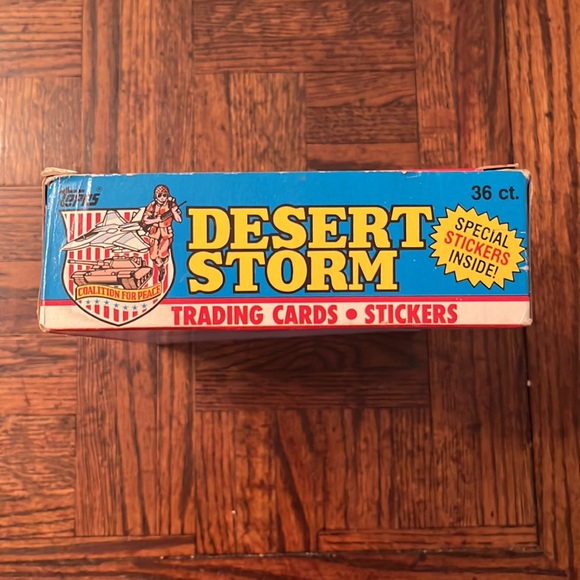 Topps®
36 ct.
DESERT
STORM
SPECIAL
STICKERS
INSIDE!
COALITION FOR PEACE
TRADING CARDS • STICKERS